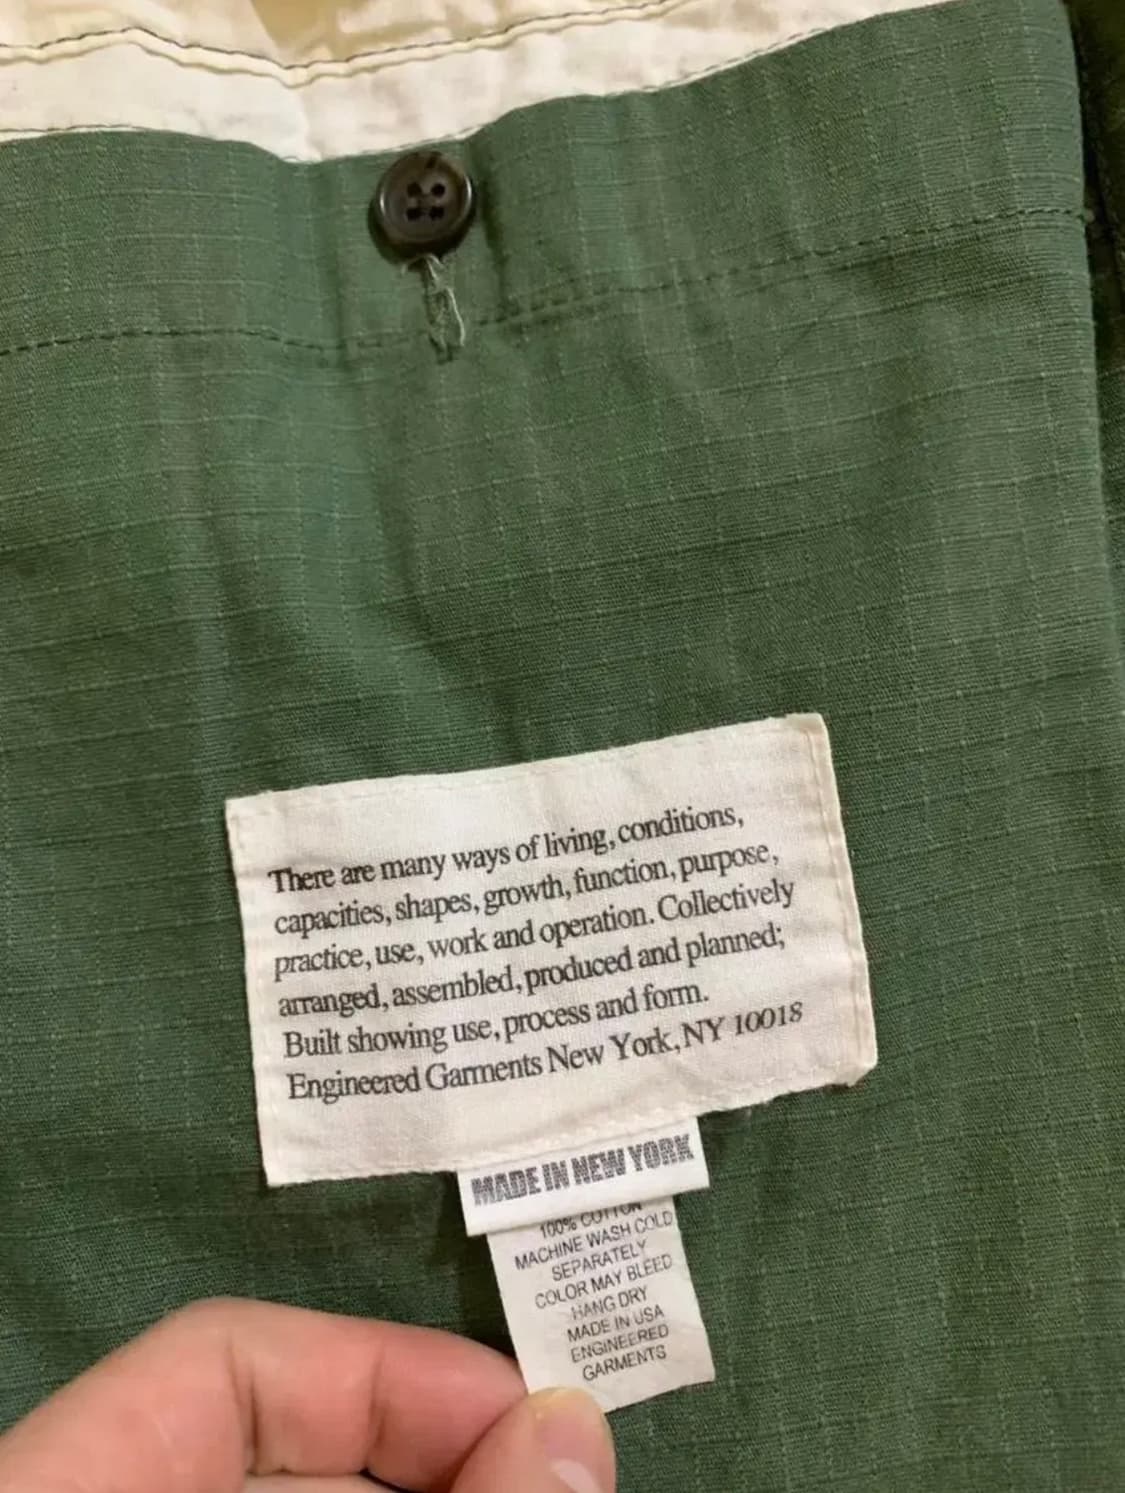 There are many ways of living, conditions,
capacities, shapes, growth, function, purpose,
practice, use, work and operation. Collectively
arranged, assembled, produced and planned;
Built showing use, process and form.
Engineered Garments New York, NY 10018
MADE IN NEW YORK
100% COTTON
MACHINE WASH COLD
SEPARATELY
COLOR MAY BLEED
HANG DRY
MADE IN USA
ENGINEERED
GARMENTS